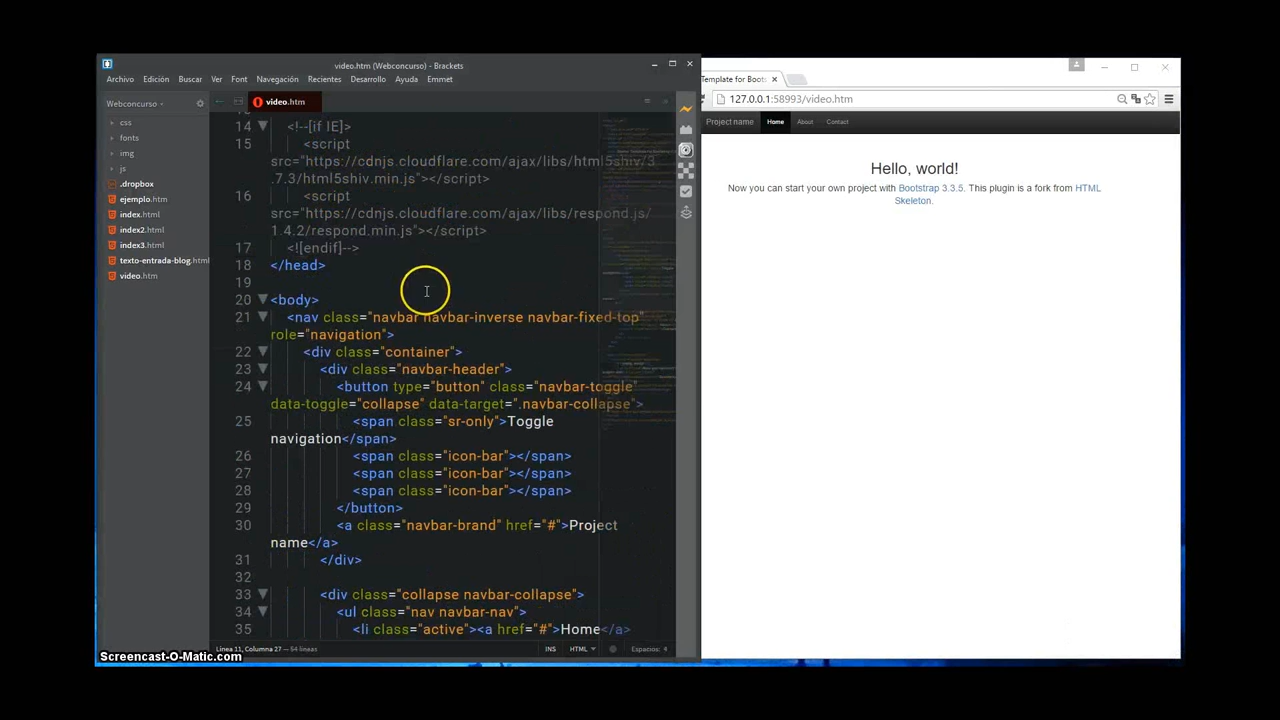 video.htm (Webconcurso) - Brackets
Archivo Edición Buscar Ver Font Navegación Recientes Desarrollo Ayuda Emmet
Webconcurso
css
fonts
img
js
.dropbox
ejemplo.htm
index.html
index2.html
index3.html
texto-entrada-blog.html
video.htm
video.htm
14 <!--[if IE]>
15 <script
src="https://cdnjs.cloudflare.com/ajax/libs/html5shiv/3
.7.3/html5shiv.min.js"></script>
16 <script
src="https://cdnjs.cloudflare.com/ajax/libs/respond.js/
1.4.2/respond.min.js"></script>
17 <![endif]-->
18 </head>
19
20 <body>
21 <nav class="navbar navbar-inverse navbar-fixed-top"
role="navigation">
22 <div class="container">
23 <div class="navbar-header">
24 <button type="button" class="navbar-toggle"
data-toggle="collapse" data-target=".navbar-collapse">
25 <span class="sr-only">Toggle
navigation</span>
26 <span class="icon-bar"></span>
27 <span class="icon-bar"></span>
28 <span class="icon-bar"></span>
29 </button>
30 <a class="navbar-brand" href="#">Project
name</a>
31 </div>
32
33 <div class="collapse navbar-collapse">
34 <ul class="nav navbar-nav">
35 <li class="active"><a href="#">Home</a>
Línea 11, Columna 27 — 54 líneas
INS HTML Espacios: 4
Screencast-O-Matic.com
Template for Boots
127.0.0.1:58993/video.htm
Project name Home About Contact
Hello, world!
Now you can start your own project with Bootstrap 3.3.5. This plugin is a fork from HTML
Skeleton.